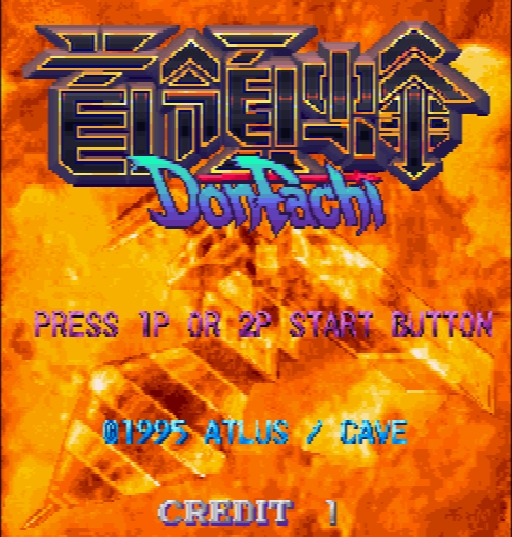 首領蜂
DonPachi
PRESS 1P OR 2P START BUTTON
©1995 ATLUS / CAVE
CREDIT 1